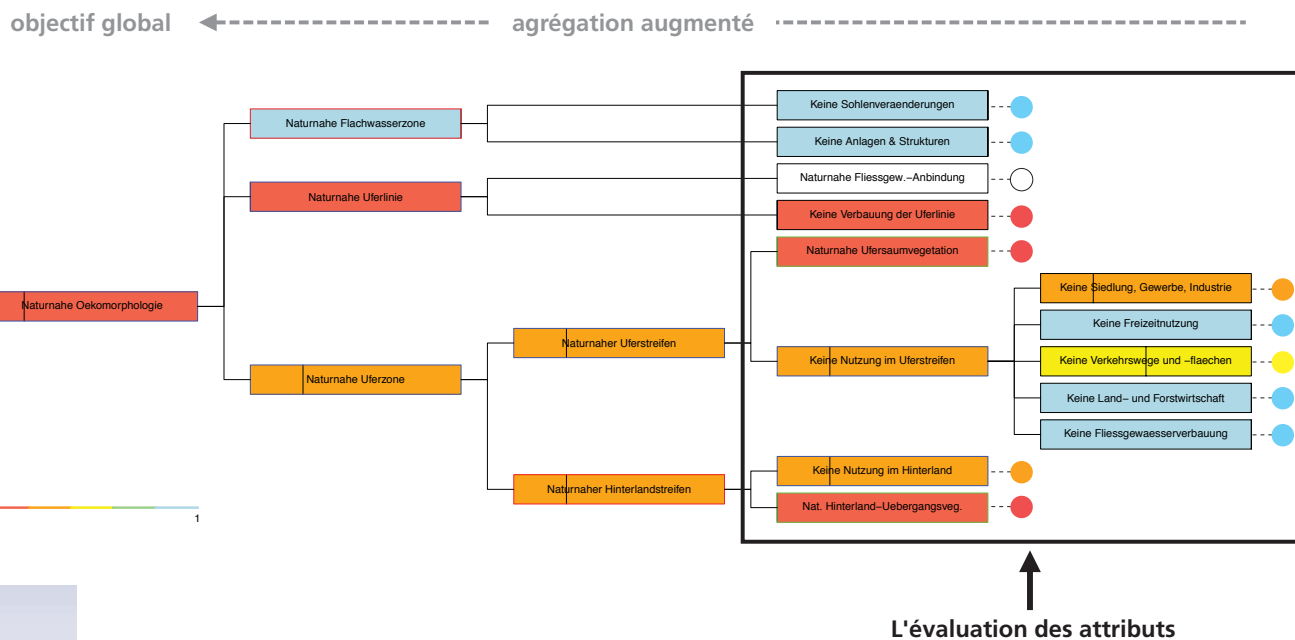 objectif global
agrégation augmenté
Keine Sohlenveraenderungen
Naturnahe Flachwasserzone
Keine Anlagen & Strukturen
Naturnahe Fliessgew.−Anbindung
Naturnahe Uferlinie
Keine Verbauung der Uferlinie
Naturnahe Ufersaumvegetation
Keine Siedlung, Gewerbe, Industrie
Naturnahe Oekomorphologie
Keine Freizeitnutzung
Naturnaher Uferstreifen
Keine Nutzung im Uferstreifen
Keine Verkehrswege und −flaechen
Naturnahe Uferzone
Keine Land− und Forstwirtschaft
Keine Fliessgewaesserverbauung
Keine Nutzung im Hinterland
Naturnaher Hinterlandstreifen
Nat. Hinterland−Uebergangsveg.
1
L'évaluation des attributs